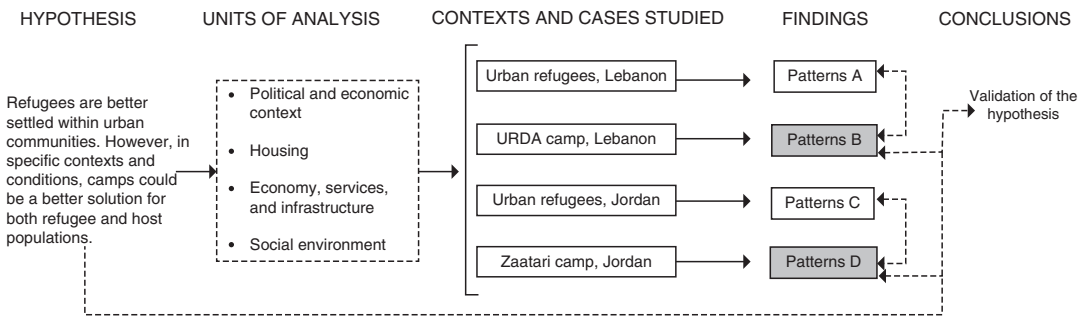 HYPOTHESIS
UNITS OF ANALYSIS
CONTEXTS AND CASES STUDIED
FINDINGS
CONCLUSIONS
Refugees are better
settled within urban
communities. However, in
specific contexts and
conditions, camps could
be a better solution for
both refugee and host
populations.
• Political and economic
context
• Housing
• Economy, services,
and infrastructure
• Social environment
Urban refugees, Lebanon
URDA camp, Lebanon
Urban refugees, Jordan
Zaatari camp, Jordan
Patterns A
Patterns B
Patterns C
Patterns D
Validation of the
hypothesis